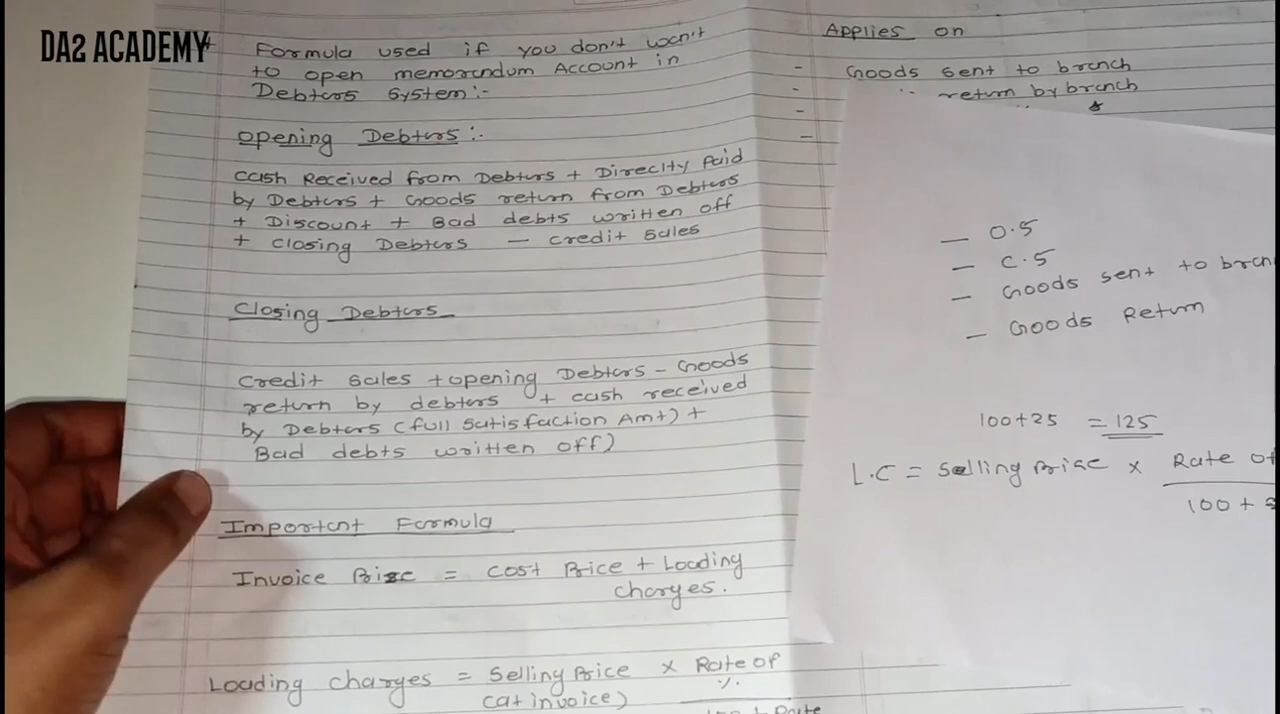 DA2 ACADEMY
Formula used if you don't want
to open memorandum Account in
Debtors System:-
Opening Debtors:-
Cash Received from Debtors + Direclty Paid
by Debtors + Goods return from Debtors
+ Discount + Bad debts written off
+ Closing Debtors - credit sales
Closing Debtors
Credit sales + opening Debtors - Goods
return by debtors + cash received
by Debtors (full satisfaction Amt) +
Bad debts written off)
Important Formula
Invoice Price = Cost Price + Loading
charges.
Loading charges = Selling Price x Rate of
(at invoice) %
100 + Rate
Applies on
- Goods sent to branch
- return by branch
-
-
- O.S
- C.S
- Goods sent to bran
- Goods Return
100+25 = 125
L.C = Selling Price x Rate of
100 +